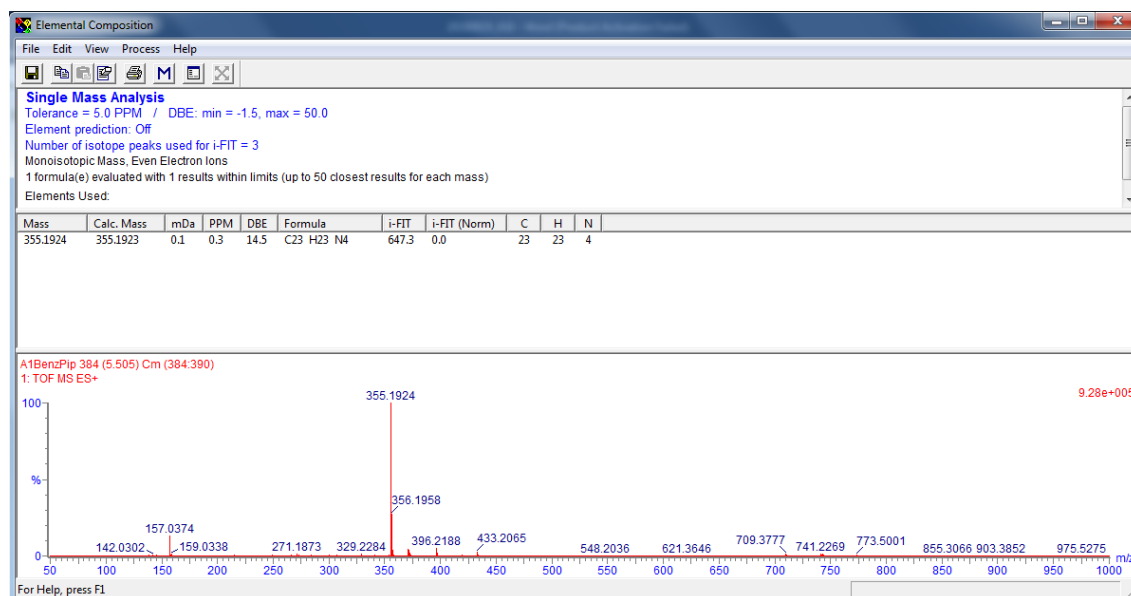 Elemental Composition
File Edit View Process Help
M
Single Mass Analysis
Tolerance = 5.0 PPM / DBE: min = -1.5, max = 50.0
Element prediction: Off
Number of isotope peaks used for i-FIT = 3
Monoisotopic Mass, Even Electron Ions
1 formula(e) evaluated with 1 results within limits (up to 50 closest results for each mass)
Elements Used:
Mass Calc. Mass mDa PPM DBE Formula i-FIT i-FIT (Norm) C H N
355.1924 355.1923 0.1 0.3 14.5 C23 H23 N4 647.3 0.0 23 23 4
A1BenzPip 384 (5.505) Cm (384:390)
1: TOF MS ES+
9.28e+005
100
355.1924
%
356.1958
157.0374
142.0302 159.0338 271.1873 329.2284 396.2188 433.2065 548.2036 621.3646 709.3777 741.2269 773.5001 855.3066 903.3852 975.5275
0
m/z
50 100 150 200 250 300 350 400 450 500 550 600 650 700 750 800 850 900 950 1000
For Help, press F1